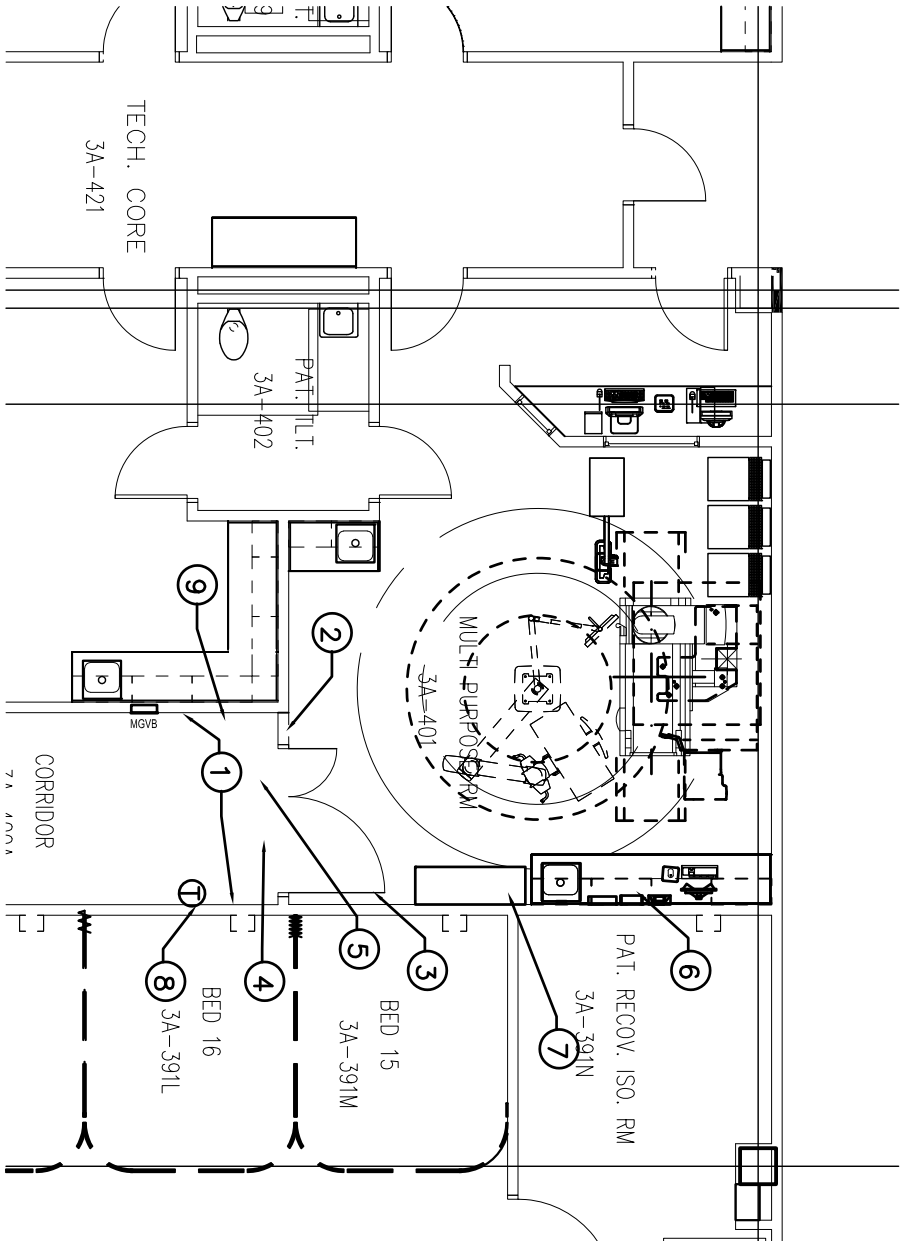 TECH. CORE
3A-421
PAT. TLT.
3A-402
MULTI PURPOSE RM
3A-401
9
2
MGVB
1
CORRIDOR
T
8
4
5
3
6
7
BED 16
3A-391L
BED 15
3A-391M
PAT. RECOV. ISO. RM
3A-391N